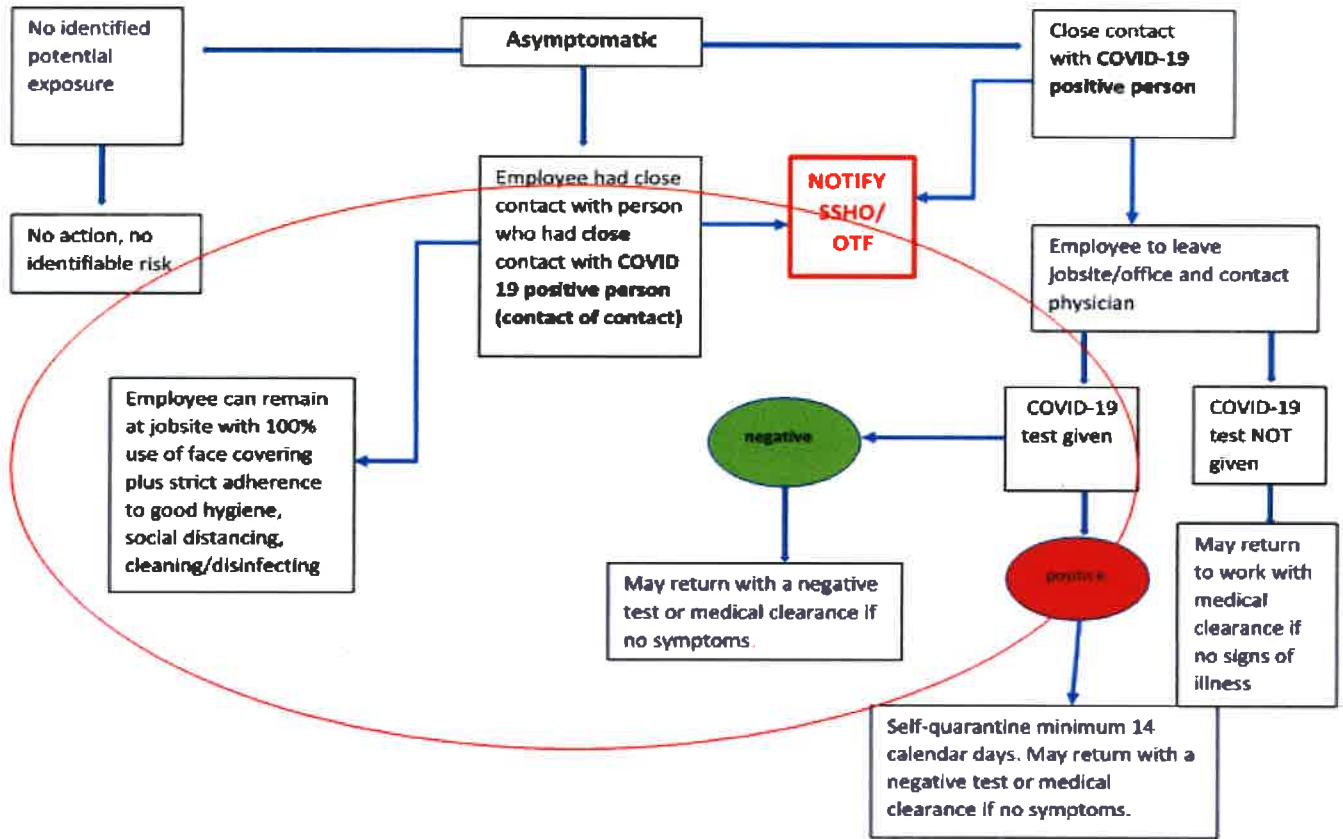 No identified
potential
exposure
Asymptomatic
Close contact
with COVID-19
positive person
Employee had close
contact with person
who had close
contact with COVID
19 positive person
(contact of contact)
NOTIFY
SSHO/
OTF
No action, no
identifiable risk
Employee to leave
jobsite/office and contact
physician
Employee can remain
at jobsite with 100%
use of face covering
plus strict adherence
to good hygiene,
social distancing,
cleaning/disinfecting
negative
COVID-19
test given
COVID-19
test NOT
given
May return with a negative
test or medical clearance if
no symptoms.
positive
May return
to work with
medical
clearance if
no signs of
illness
Self-quarantine minimum 14
calendar days. May return with a
negative test or medical
clearance if no symptoms.